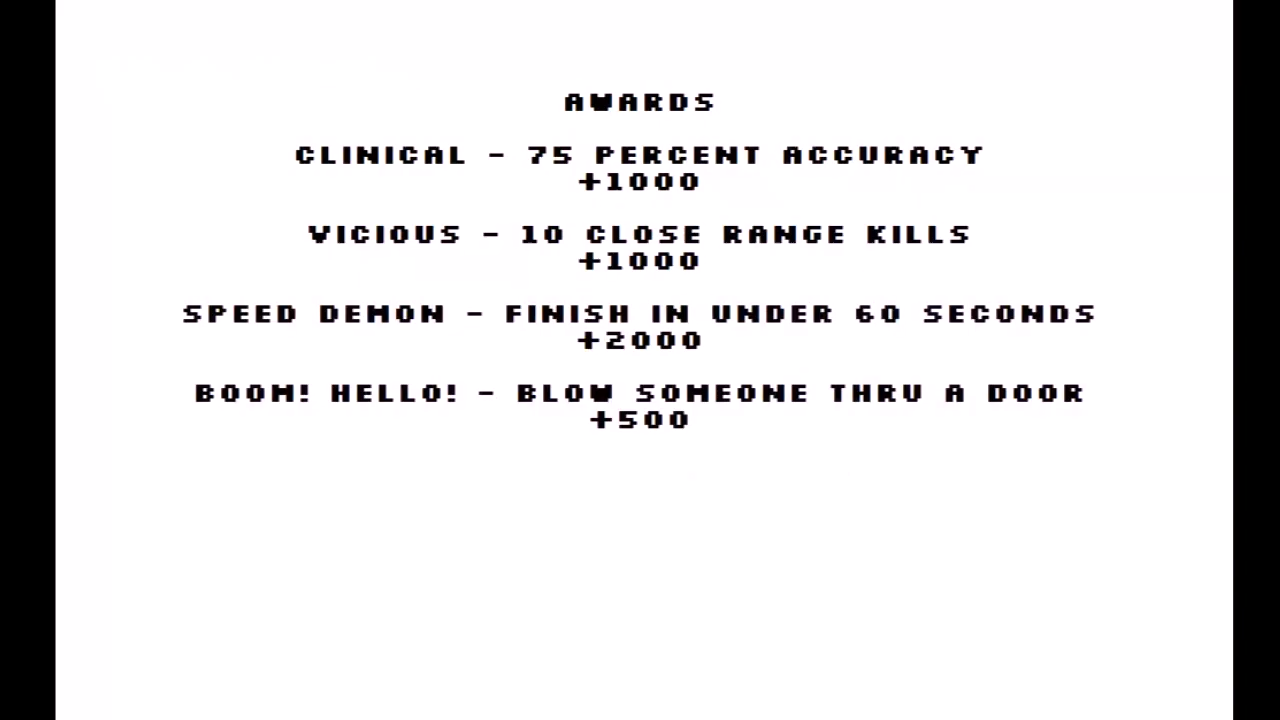 AWARDS
CLINICAL - 75 PERCENT ACCURACY
+1000
VICIOUS - 10 CLOSE RANGE KILLS
+1000
SPEED DEMON - FINISH IN UNDER 60 SECONDS
+2000
BOOM! HELLO! - BLOW SOMEONE THRU A DOOR
+500